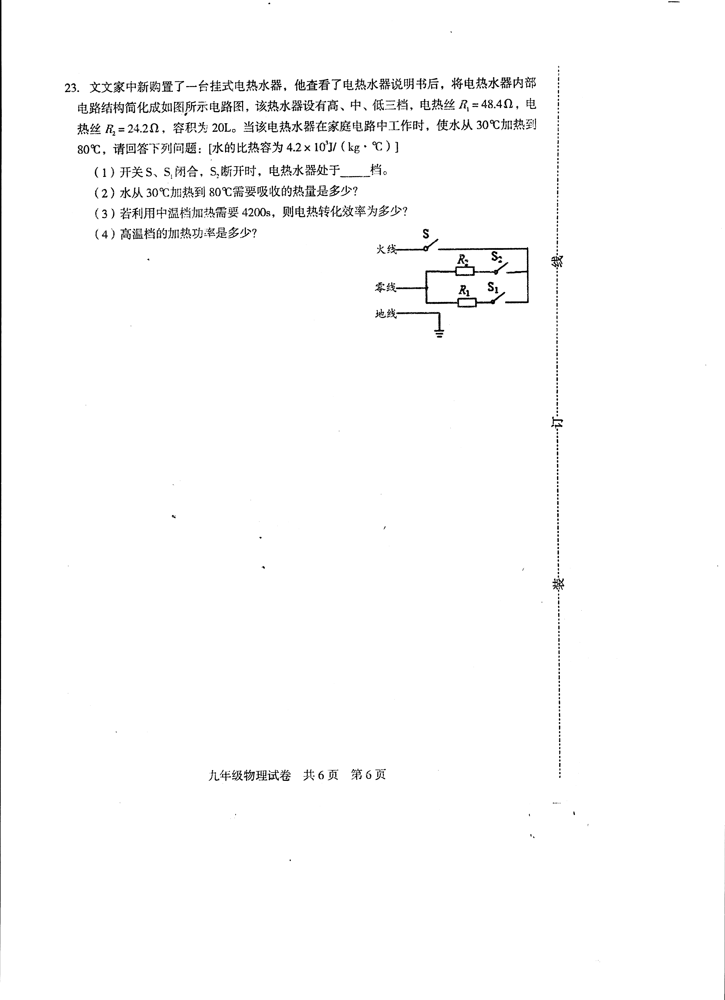 23. 文文家中新购置了一台挂式电热水器，他查看了电热水器说明书后，将电热水器内部
电路结构简化成如图所示电路图，该热水器设有高、中、低三档，电热丝 R₁ = 48.4Ω，电
热丝 R₂ = 24.2Ω，容积为 20L。当该电热水器在家庭电路中工作时，使水从 30℃加热到
80℃，请回答下列问题：[水的比热容为 4.2 × 10³J/（kg·℃）]
（1）开关 S、S₁闭合，S₂断开时，电热水器处于_____档。
（2）水从 30℃加热到 80℃需要吸收的热量是多少？
（3）若利用中温档加热需要 4200s，则电热转化效率为多少？
（4）高温档的加热功率是多少？
S
火线
R₂ S₂
零线
R₁ S₁
地线
线
订
装
九年级物理试卷 共 6 页 第 6 页